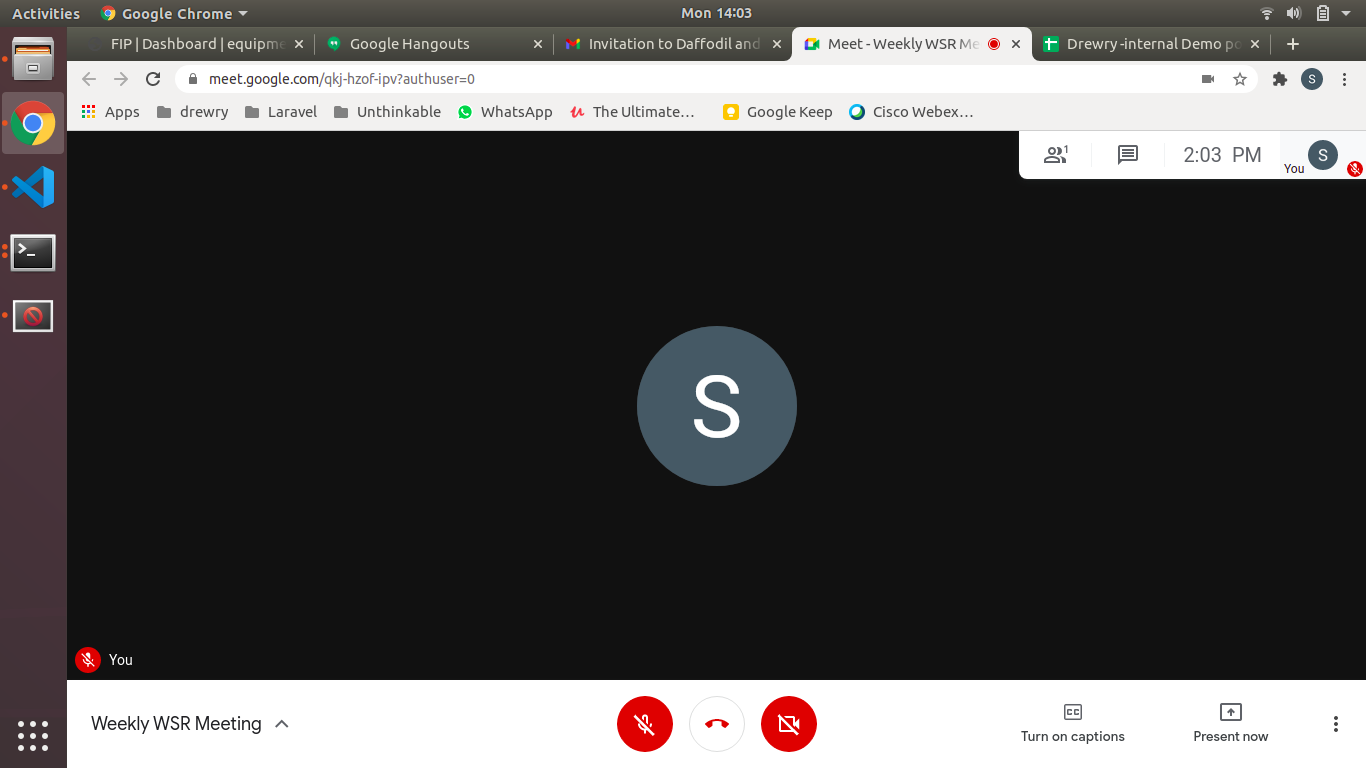 Activities Google Chrome Mon 14:03
FIP | Dashboard | equipme Google Hangouts Invitation to Daffodil and Meet - Weekly WSR Me Drewry -internal Demo po
meet.google.com/qkj-hzof-ipv?authuser=0 S
Apps drewry Laravel Unthinkable WhatsApp The Ultimate… Google Keep Cisco Webex…
1 2:03 PM You S
S
You
Weekly WSR Meeting
CC
Turn on captions Present now